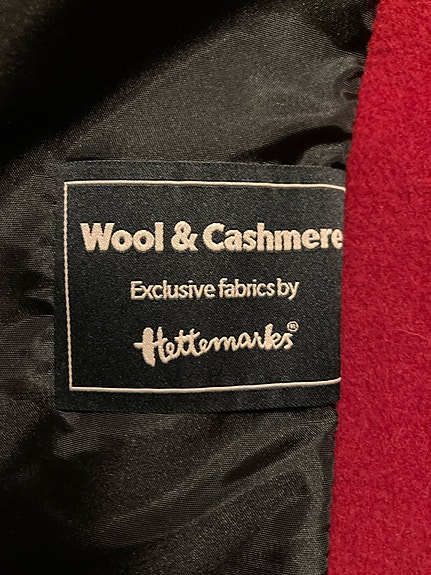 Wool & Cashmere
Exclusive fabrics by
Hettemarks®